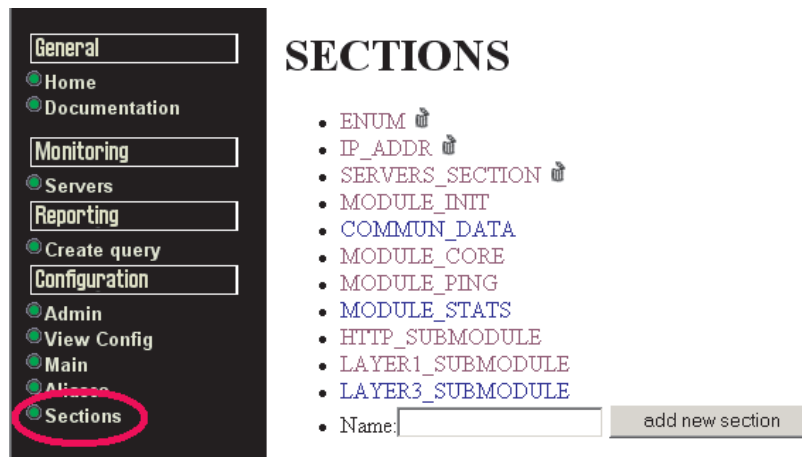 General
Home
Documentation
Monitoring
Servers
Reporting
Create query
Configuration
Admin
View Config
Main
Aliases
Sections
SECTIONS
ENUM
IP_ADDR
SERVERS_SECTION
MODULE_INIT
COMMUN_DATA
MODULE_CORE
MODULE_PING
MODULE_STATS
HTTP_SUBMODULE
LAYER1_SUBMODULE
LAYER3_SUBMODULE
Name: add new section